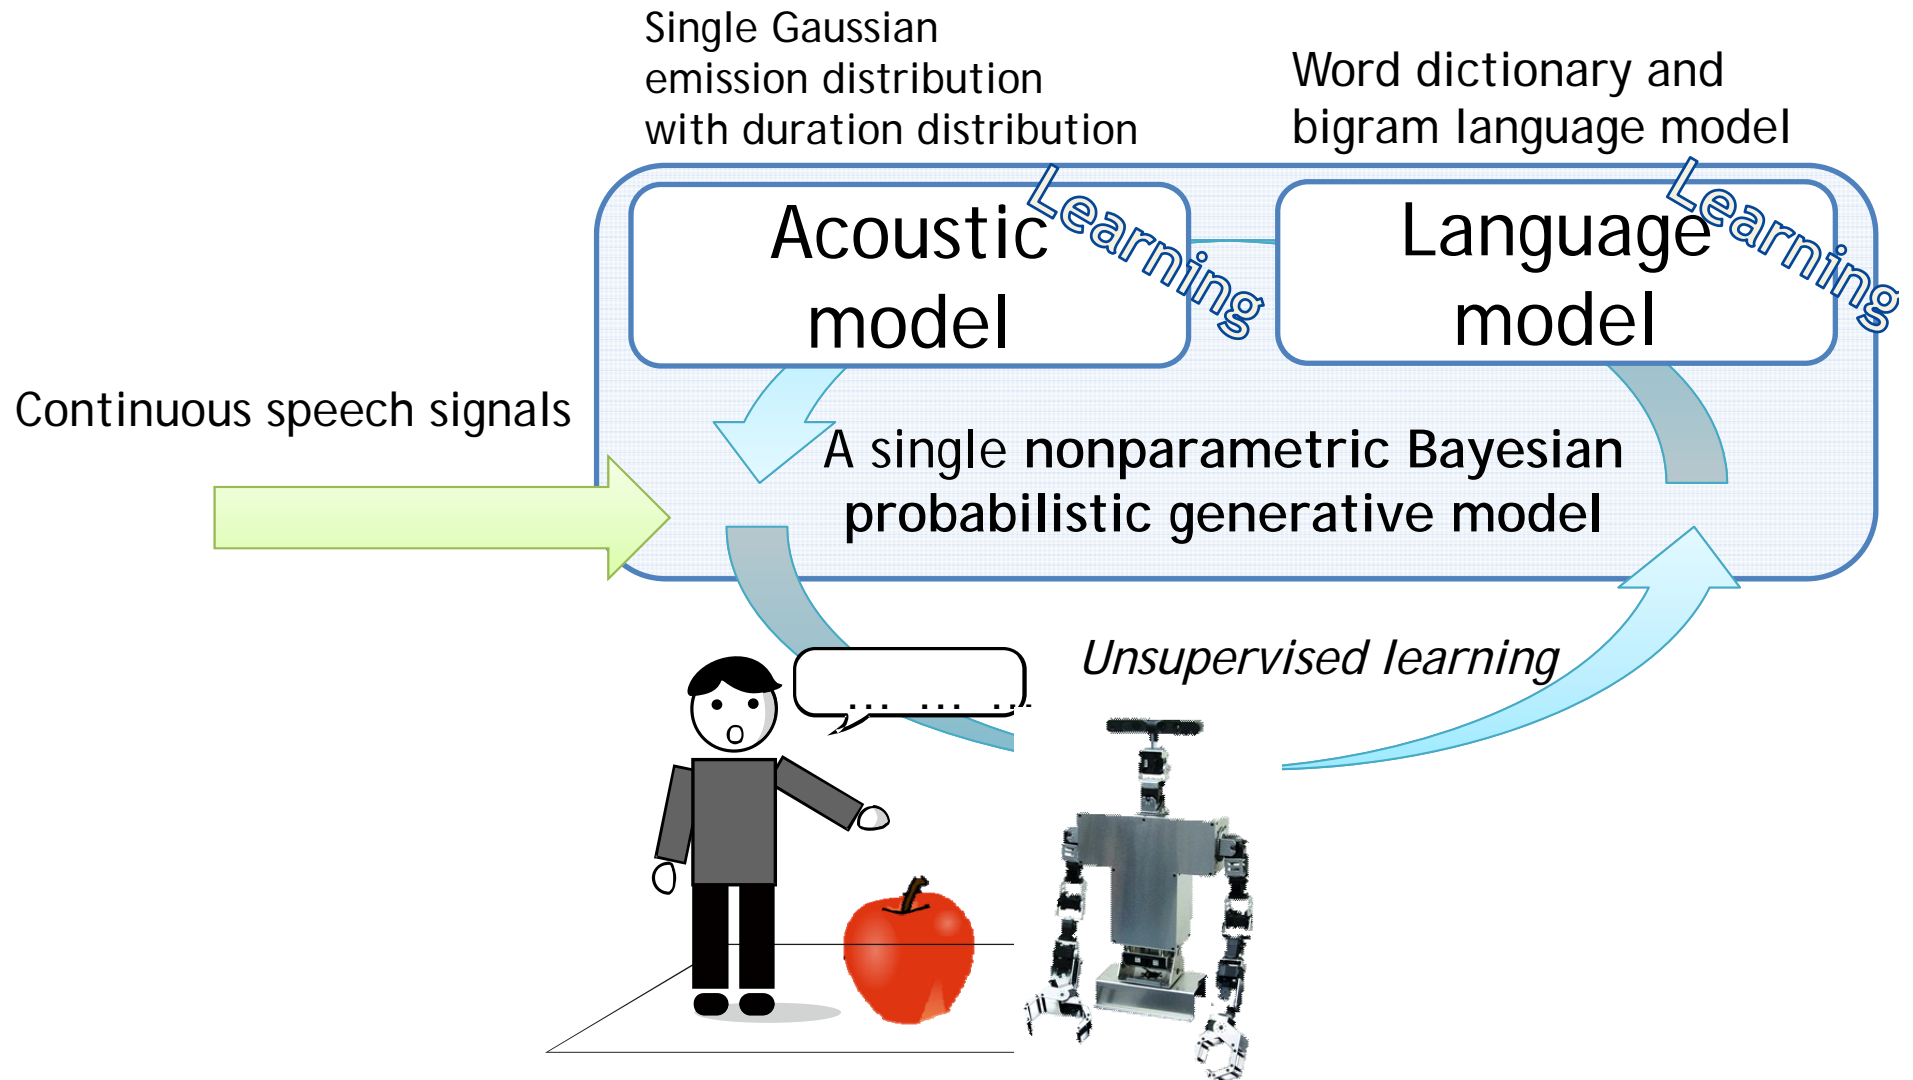 Single Gaussian
emission distribution
with duration distribution
Word dictionary and
bigram language model
Acoustic
model
Learning
Language
model
Learning
Continuous speech signals
A single nonparametric Bayesian
probabilistic generative model
Unsupervised learning
... ... ...